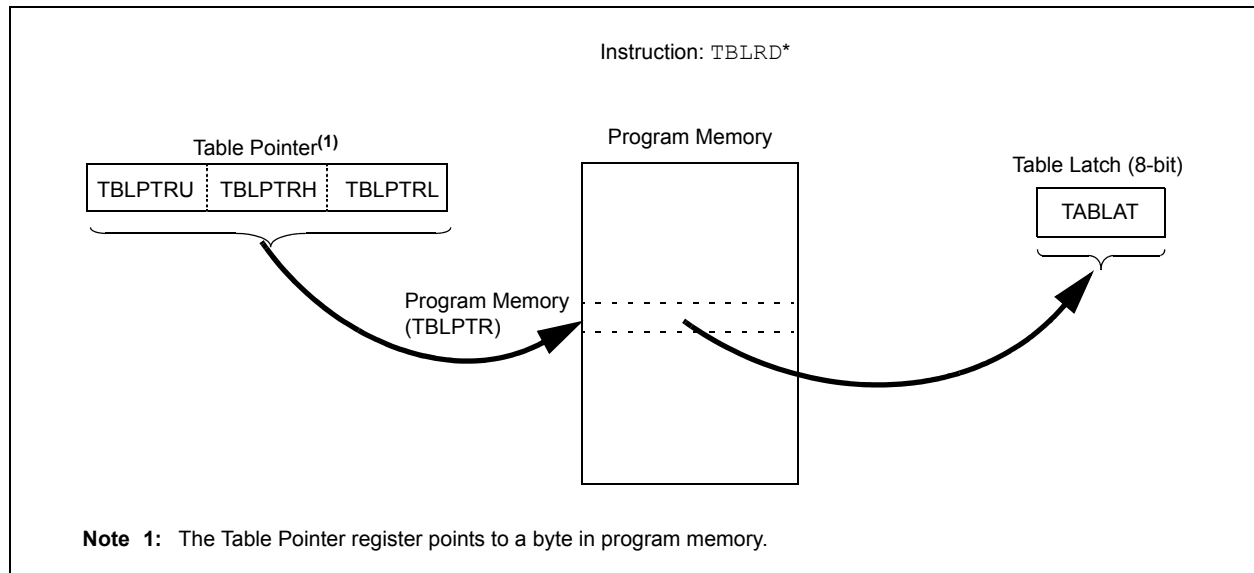 Instruction: TBLRD*
Table Pointer(1)
TBLPTRU TBLPTRH TBLPTRL
Program Memory
(TBLPTR)
Program Memory
Table Latch (8-bit)
TABLAT
Note 1: The Table Pointer register points to a byte in program memory.